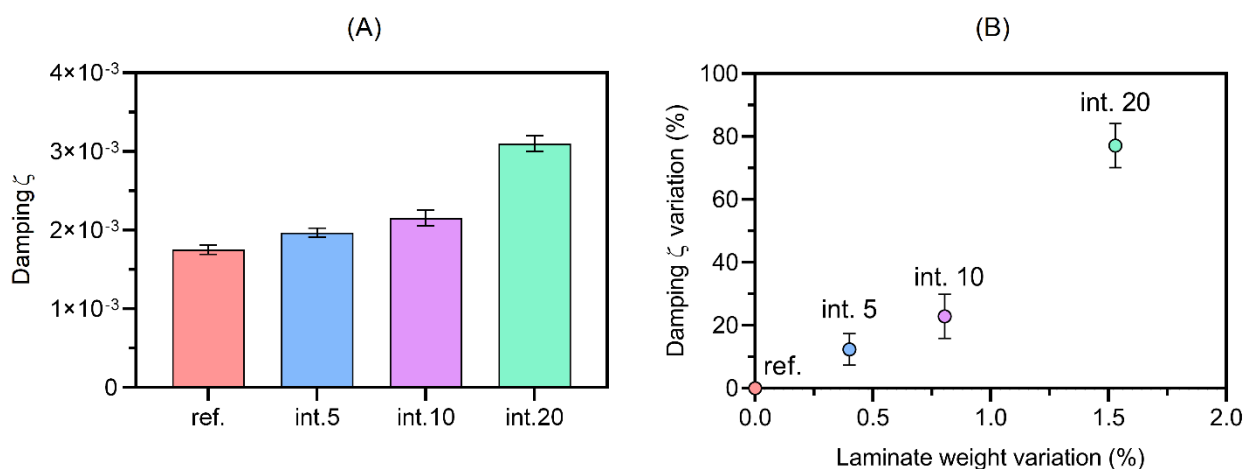 (A)
4×10⁻³
3×10⁻³
2×10⁻³
1×10⁻³
0
Damping ζ
ref.
int.5
int.10
int.20
(B)
100
80
60
40
20
0
Damping ζ variation (%)
int. 20
int. 10
int. 5
ref.
0.0
0.5
1.0
1.5
2.0
Laminate weight variation (%)